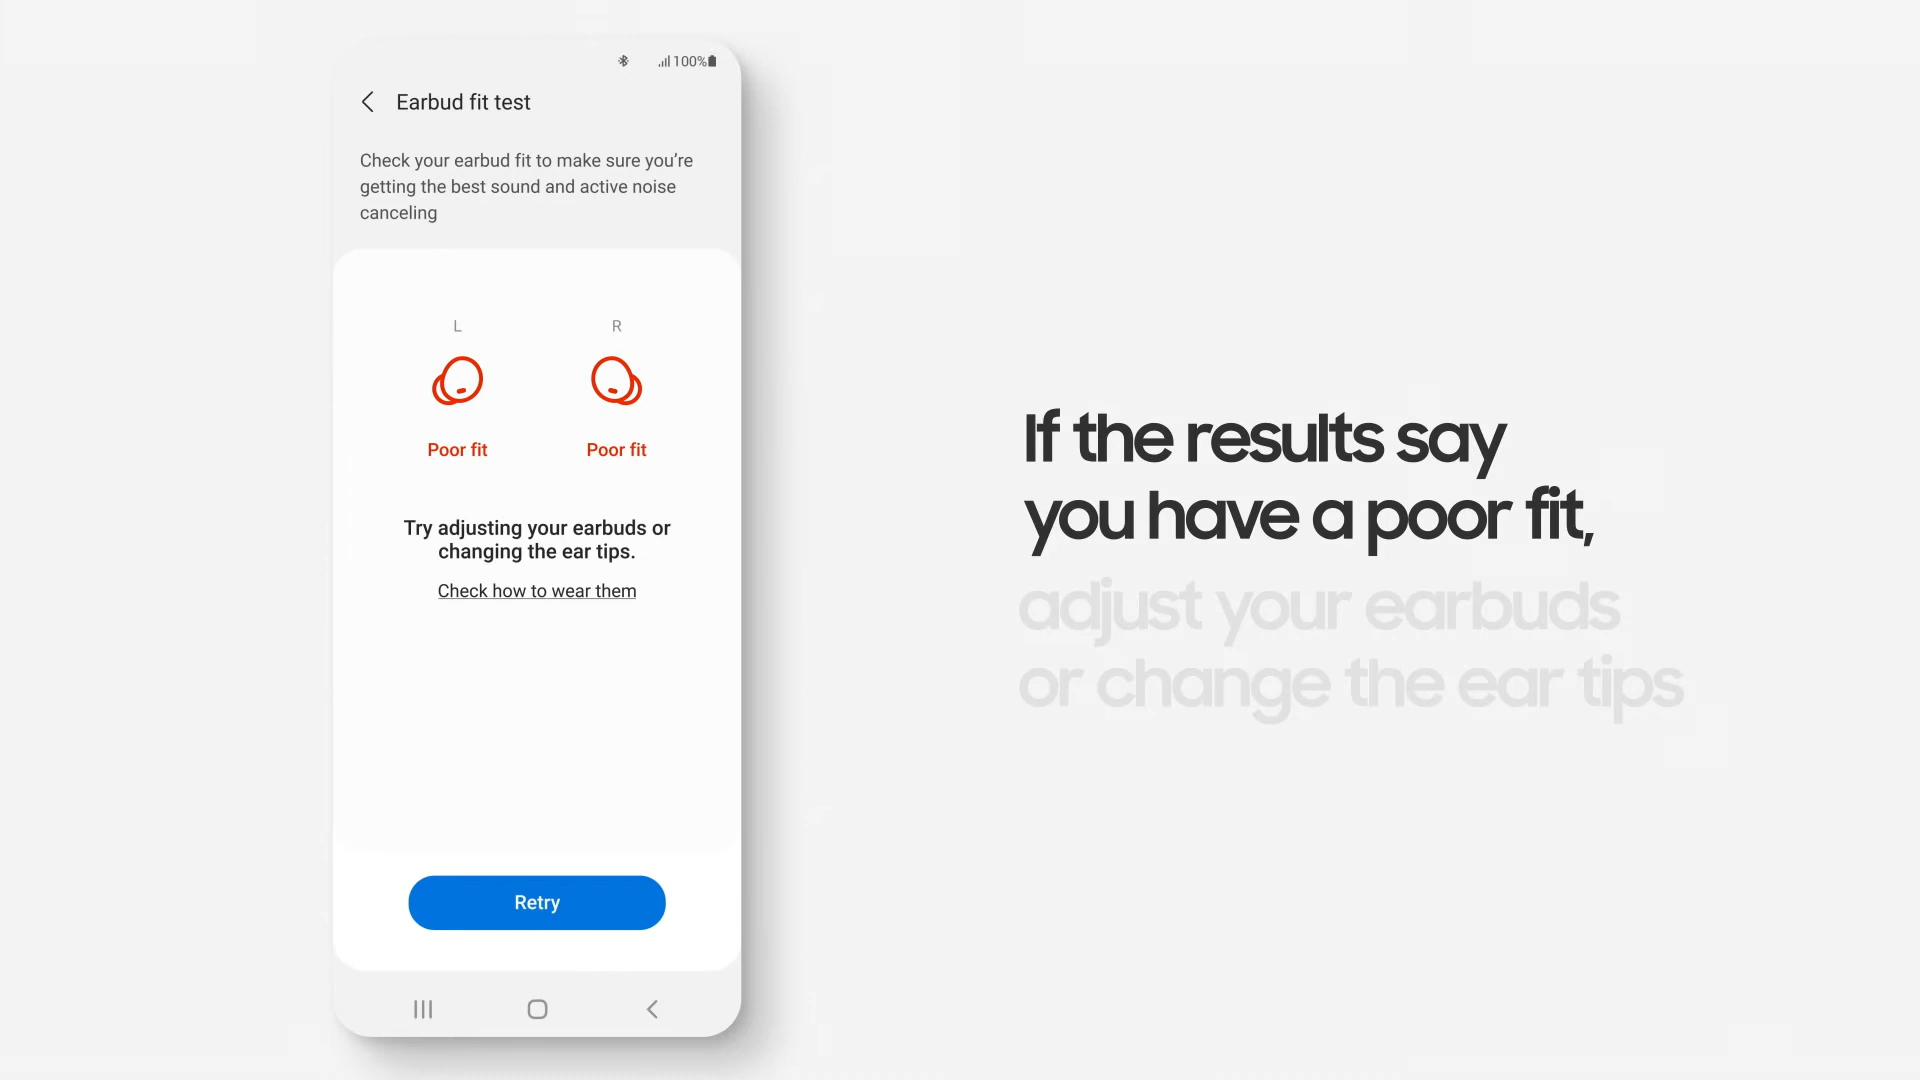 100%
Earbud fit test
Check your earbud fit to make sure you’re
getting the best sound and active noise
canceling
L
R
Poor fit
Poor fit
Try adjusting your earbuds or
changing the ear tips.
Check how to wear them
Retry
If the results say
you have a poor fit,
adjust your earbuds
or change the ear tips